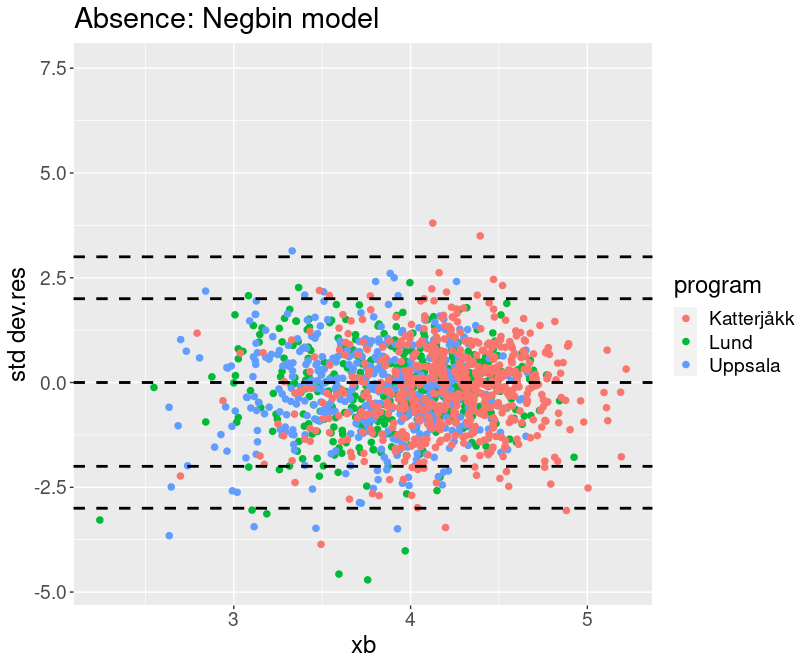 Absence: Negbin model
7.5
5.0
2.5
0.0
-2.5
-5.0
std dev.res
3
4
5
xb
program
Katterjåkk
Lund
Uppsala